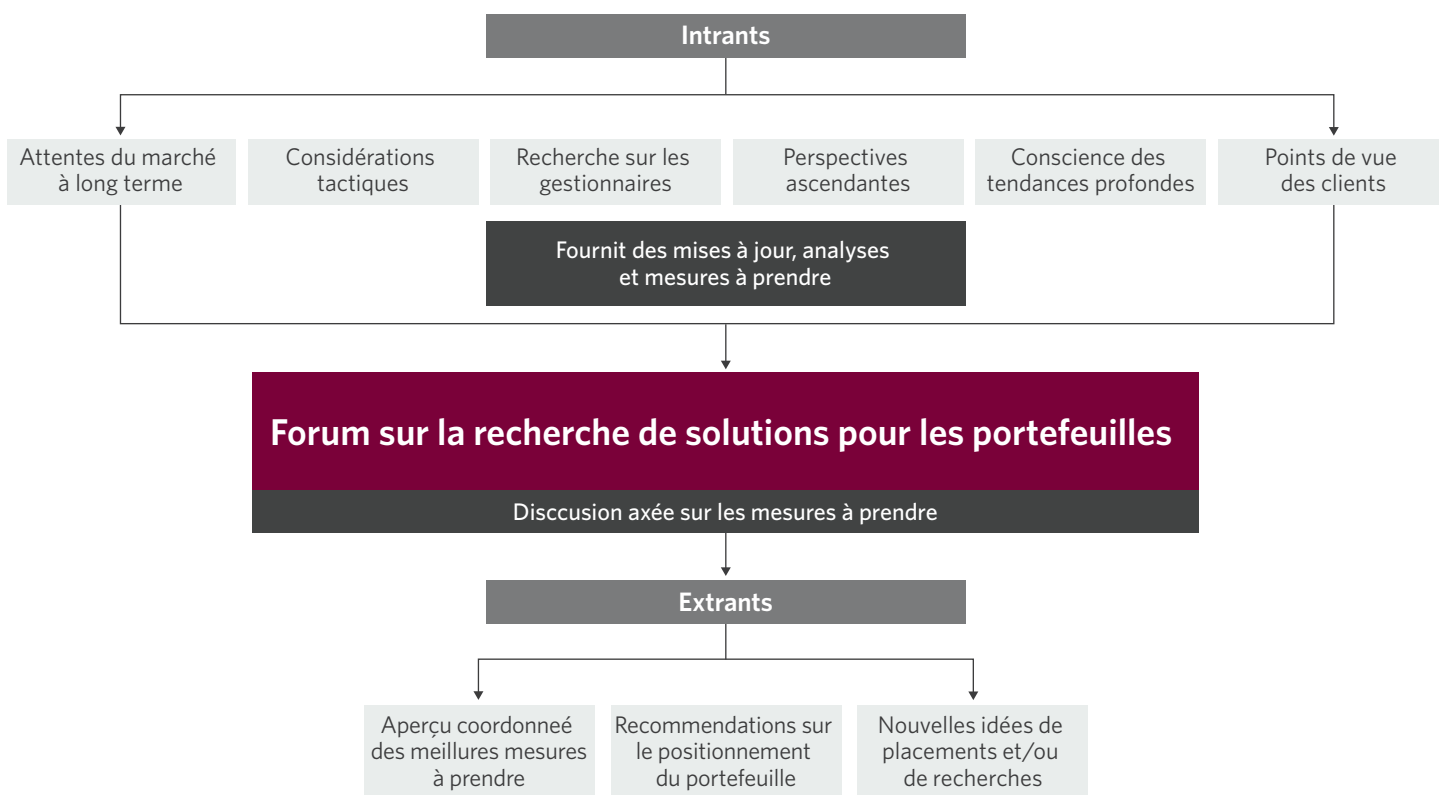 Intrants
Attentes du marché
à long terme
Considérations
tactiques
Recherche sur les
gestionnaires
Perspectives
ascendantes
Conscience des
tendances profondes
Points de vue
des clients
Fournit des mises à jour, analyses
et mesures à prendre
Forum sur la recherche de solutions pour les portefeuilles
Disccusion axée sur les mesures à prendre
Extrants
Aperçu coordonneé
des meillures mesures
à prendre
Recommendations sur
le positionnement
du portefeuille
Nouvelles idées de
placements et/ou
de recherches